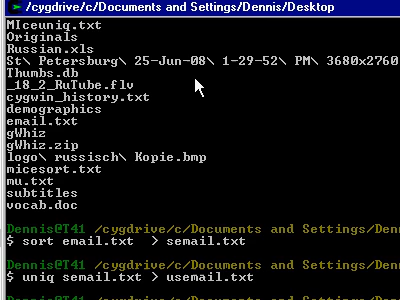 /cygdrive/c/Documents and Settings/Dennis/Desktop
MIceuniq.txt
Originals
Russian.xls
St\ Petersburg\ 25-Jun-08\ 1-29-52\ PM\ 3680x2760
Thumbs.db
_18_2_RuTube.flv
cygwin_history.txt
demographics
email.txt
gWhiz
gWhiz.zip
logo\ russisch\ Kopie.bmp
micesort.txt
mu.txt
subtitles
vocab.doc
Dennis@T41 /cygdrive/c/Documents and Settings/Den
$ sort email.txt  > semail.txt
Dennis@T41 /cygdrive/c/Documents and Settings/Den
$ uniq semail.txt > usemail.txt